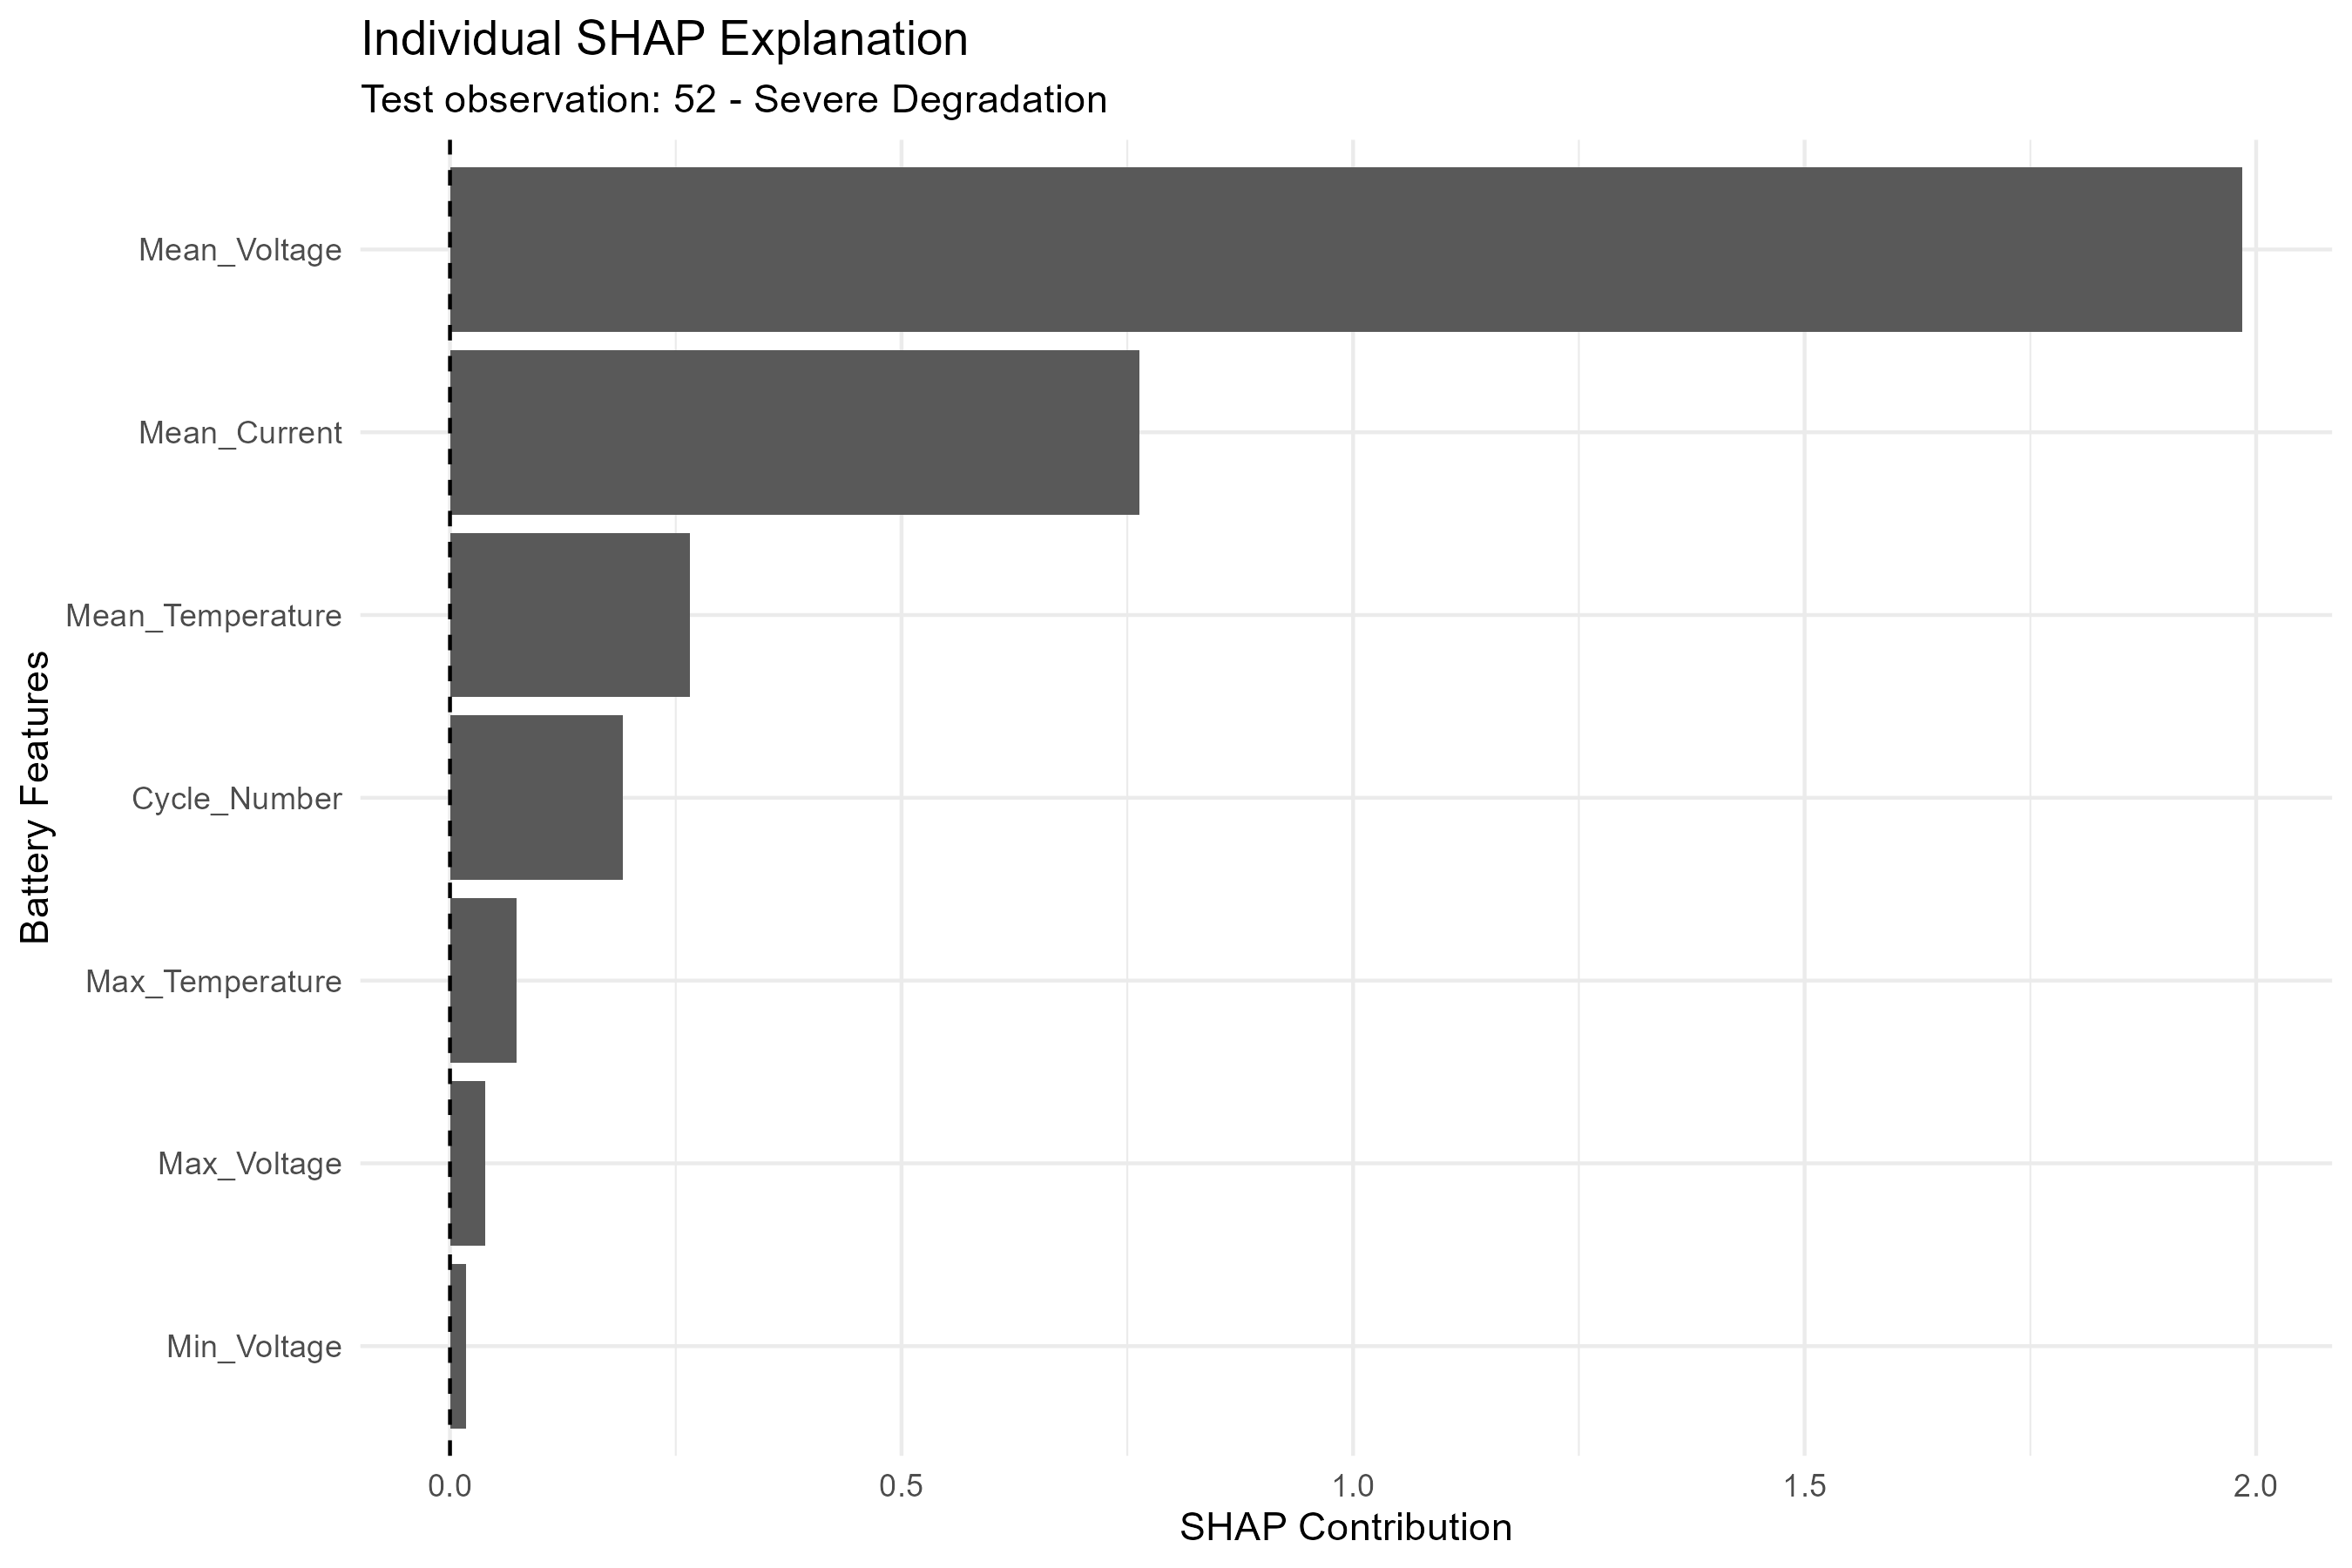 Individual SHAP Explanation
Test observation: 52 - Severe Degradation
Battery Features
Mean_Voltage
Mean_Current
Mean_Temperature
Cycle_Number
Max_Temperature
Max_Voltage
Min_Voltage
0.0 0.5 1.0 1.5 2.0
SHAP Contribution